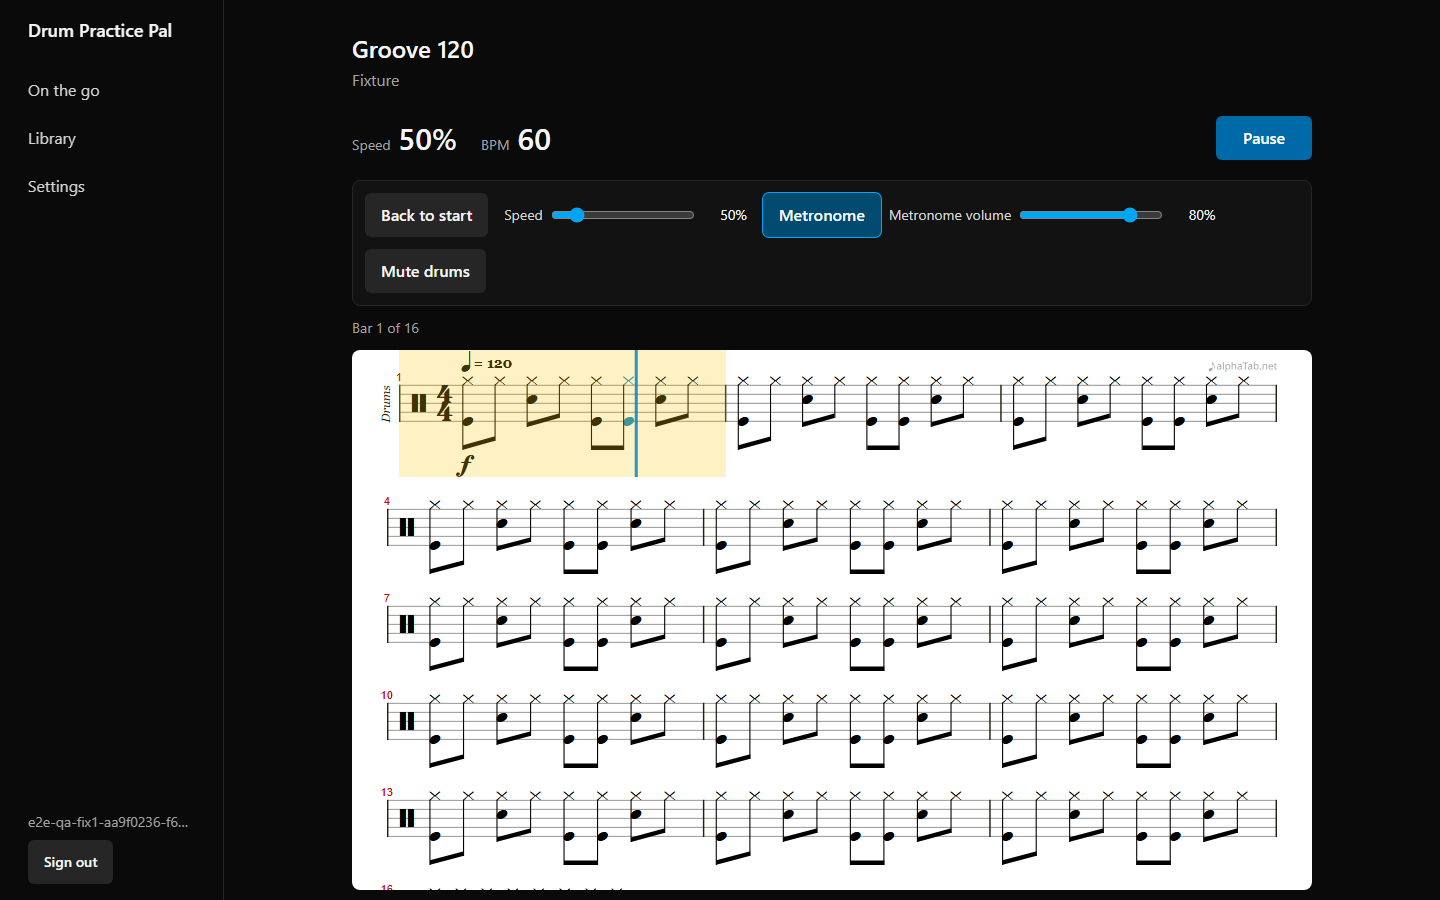 Drum Practice Pal
On the go
Library
Settings
e2e-qa-fix1-aa9f0236-f6...
Sign out
Groove 120
Fixture
Speed 50% BPM 60
Pause
Back to start Speed 50% Metronome Metronome volume 80%
Mute drums
Bar 1 of 16
= 120
alphaTab.net
1
Drums
4
4
f
4
7
10
13
16